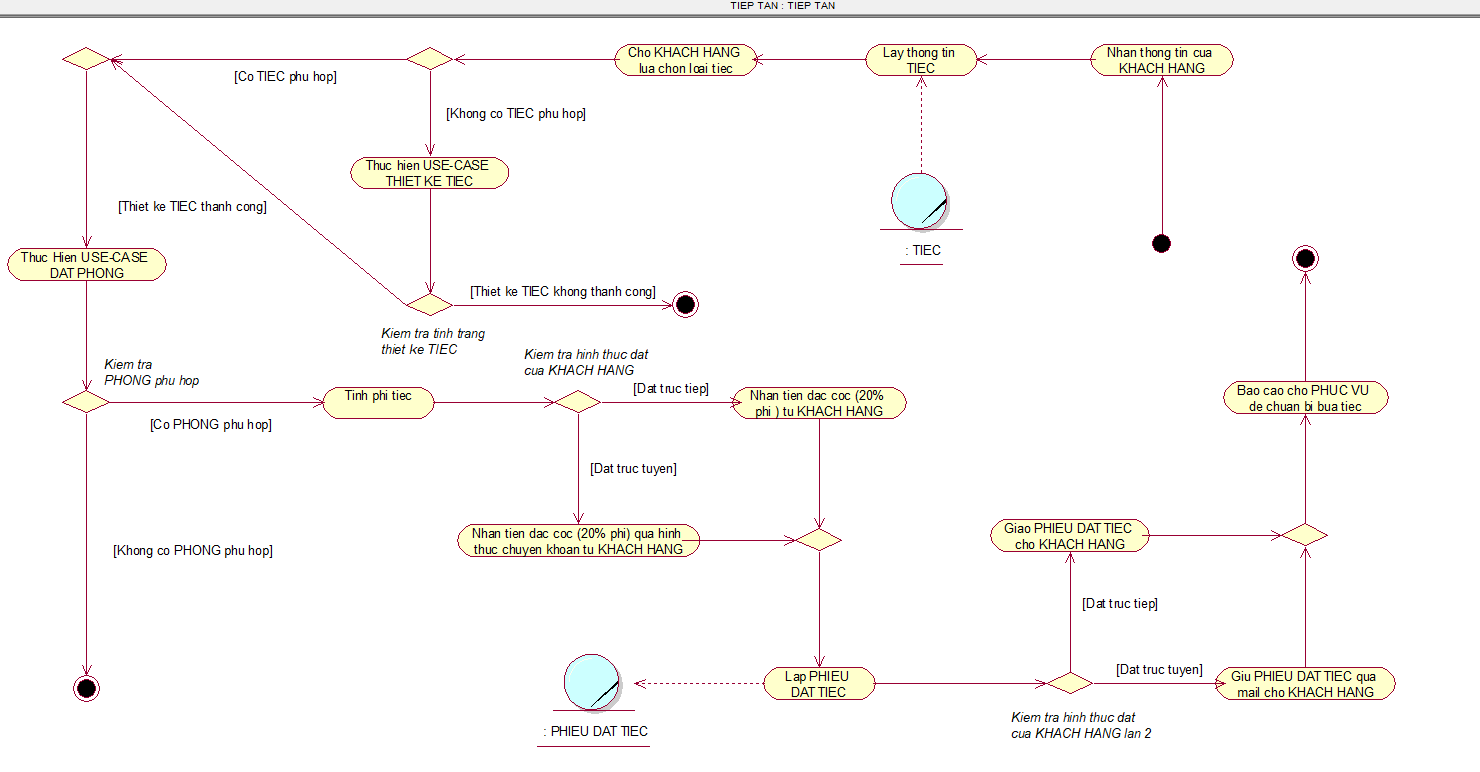 TIEP TAN : TIEP TAN
Cho KHACH HANG
lua chon loai tiec
Lay thong tin
TIEC
Nhan thong tin cua
KHACH HANG
[Co TIEC phu hop]
[Khong co TIEC phu hop]
Thuc hien USE-CASE
THIET KE TIEC
[Thiet ke TIEC thanh cong]
: TIEC
Thuc Hien USE-CASE
DAT PHONG
[Thiet ke TIEC khong thanh cong]
Kiem tra tinh trang
thiet ke TIEC
Kiem tra
PHONG phu hop
Kiem tra hinh thuc dat
cua KHACH HANG
[Dat truc tiep]
Tinh phi tiec
Nhan tien dac coc (20%
phi ) tu KHACH HANG
Bao cao cho PHUC VU
de chuan bi bua tiec
[Co PHONG phu hop]
[Dat truc tuyen]
Nhan tien dac coc (20% phi) qua hinh
thuc chuyen khoan tu KHACH HANG
Giao PHIEU DAT TIEC
cho KHACH HANG
[Khong co PHONG phu hop]
[Dat truc tiep]
[Dat truc tuyen]
Lap PHIEU
DAT TIEC
Giu PHIEU DAT TIEC qua
mail cho KHACH HANG
: PHIEU DAT TIEC
Kiem tra hinh thuc dat
cua KHACH HANG lan 2